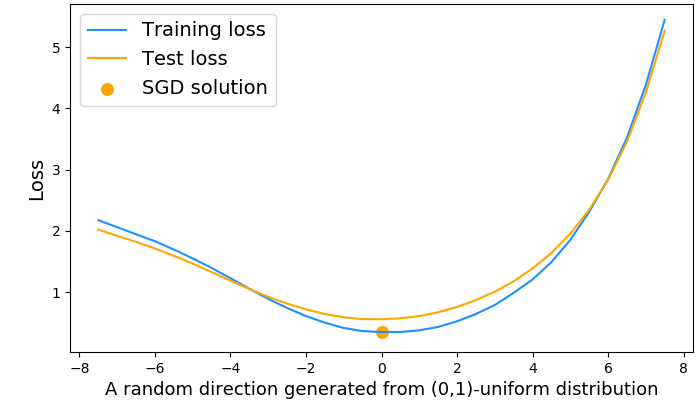 Training loss
Test loss
SGD solution
Loss
5
4
3
2
1
−8 −6 −4 −2 0 2 4 6 8
A random direction generated from (0,1)-uniform distribution